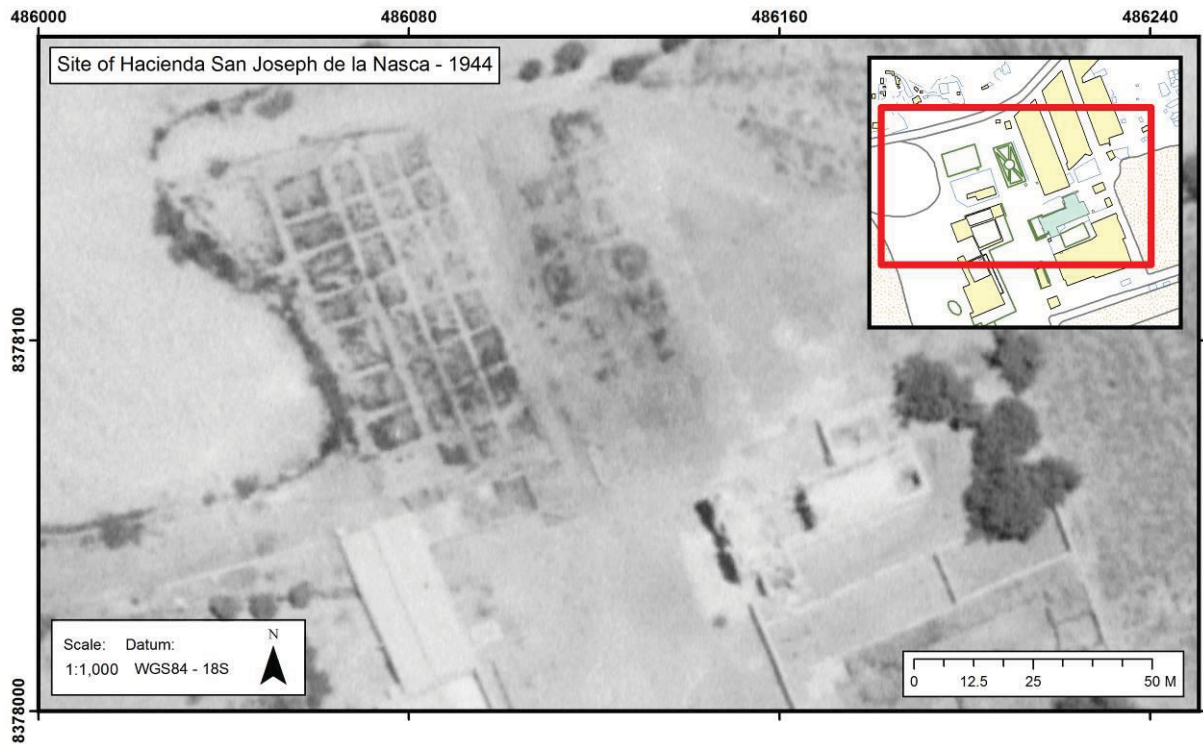 486000 486080 486160 486240
Site of Hacienda San Joseph de la Nasca - 1944
8378100
8378000
Scale: Datum:
1:1,000 WGS84 - 18S
N
0 12.5 25 50 M